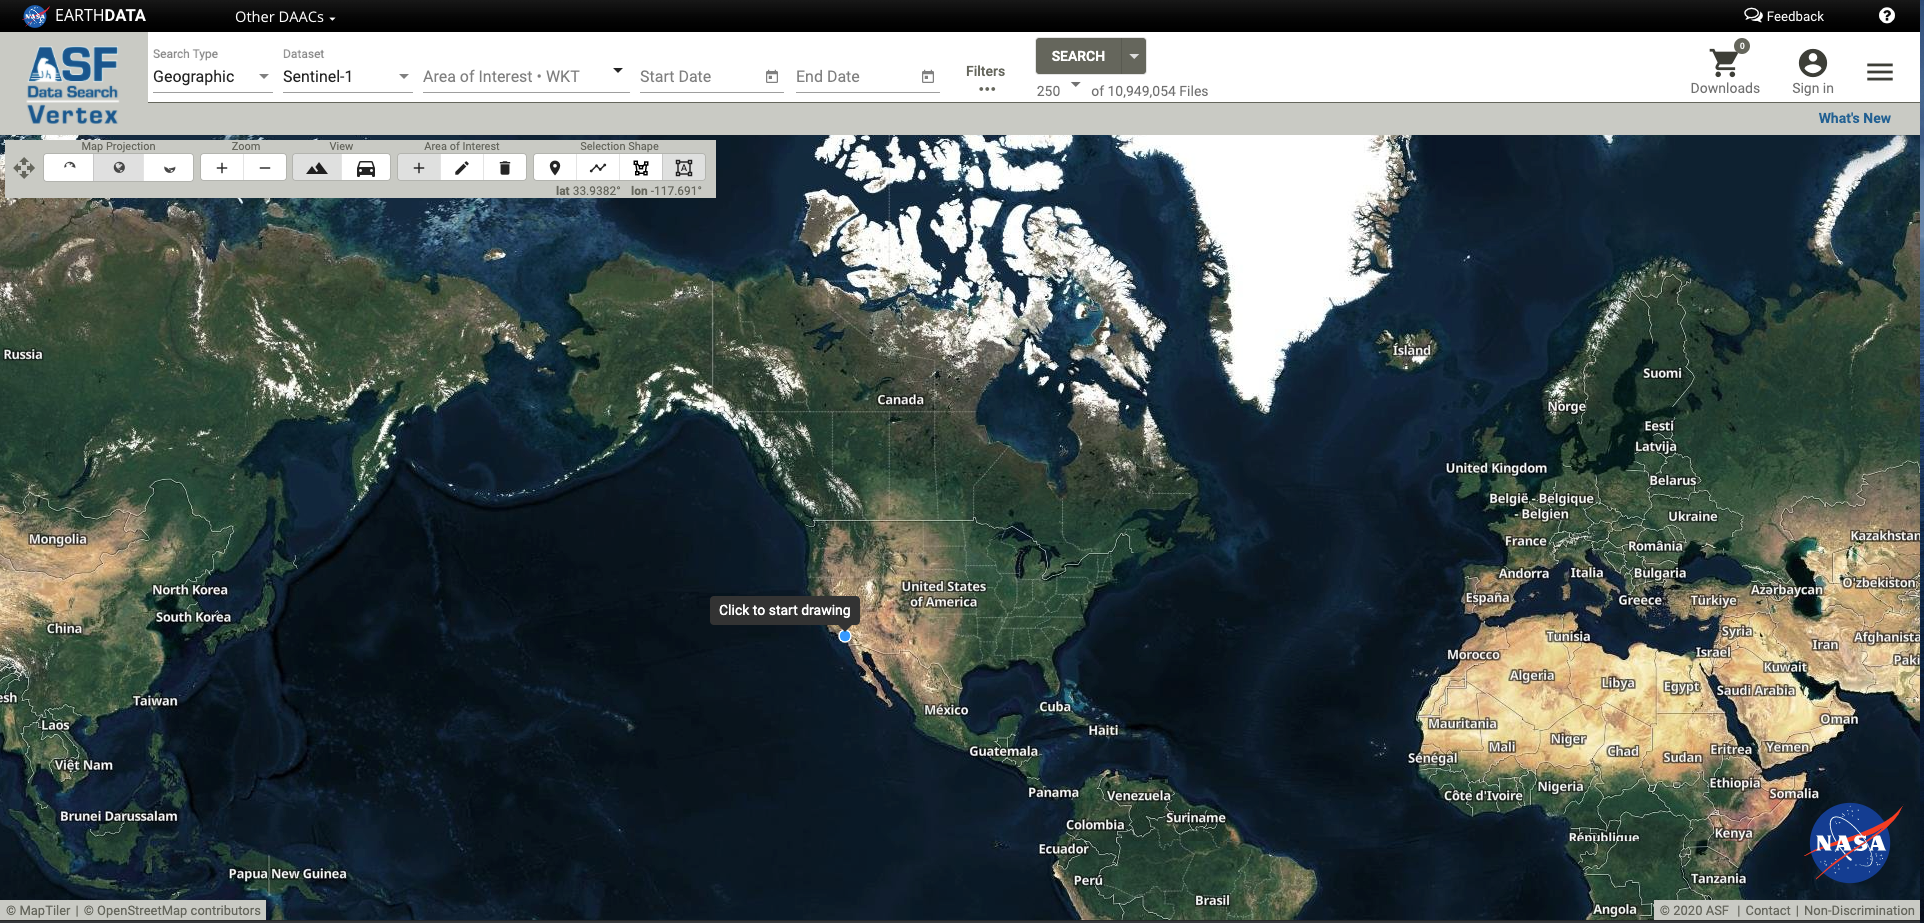 NASA EARTHDATA Other DAACs Feedback ?
ASF
Data Search
Vertex
Search Type
Geographic
Dataset
Sentinel-1
Area of Interest • WKT
Start Date
End Date
Filters
•••
SEARCH
250 of 10,949,054 Files
0
Downloads
Sign in
What's New
Map Projection Zoom View Area of Interest Selection Shape
lat 33.9382° lon -117.691°
Russia
Ísland
Suomi
Canada
Norge
Eesti
Latvija
United Kingdom
Belarus
België - Belgique
- Belgien
Ukraine
Mongolia
France
România
Kazakhstan
Andorra
Italia
Bulgaria
O'zbekiston
North Korea
United States
of America
España
Greece
Türkiye
Azərbaycan
Click to start drawing
South Korea
China
Tunisia
Syria
Iran
Afghanista
Morocco
Israel
Kuwait
Paki
Algeria
Libya
Egypt
Saudi Arabia
esh
Taiwan
México
Cuba
Laos
Haiti
Mauritania
Oman
Guatemala
Mali
Niger
Chad
Sudan
Eritrea
Yemen
Sénégal
Việt Nam
Panama
Venezuela
Côte d'Ivoire
Nigeria
Ethiopia
Somalia
Brunei Darussalam
Colombia
Suriname
République
Kenya
NASA
Ecuador
Papua New Guinea
Perú
Tanzania
Brasil
Angola
© MapTiler | © OpenStreetMap contributors
© 2020 ASF | Contact | Non-Discrimination